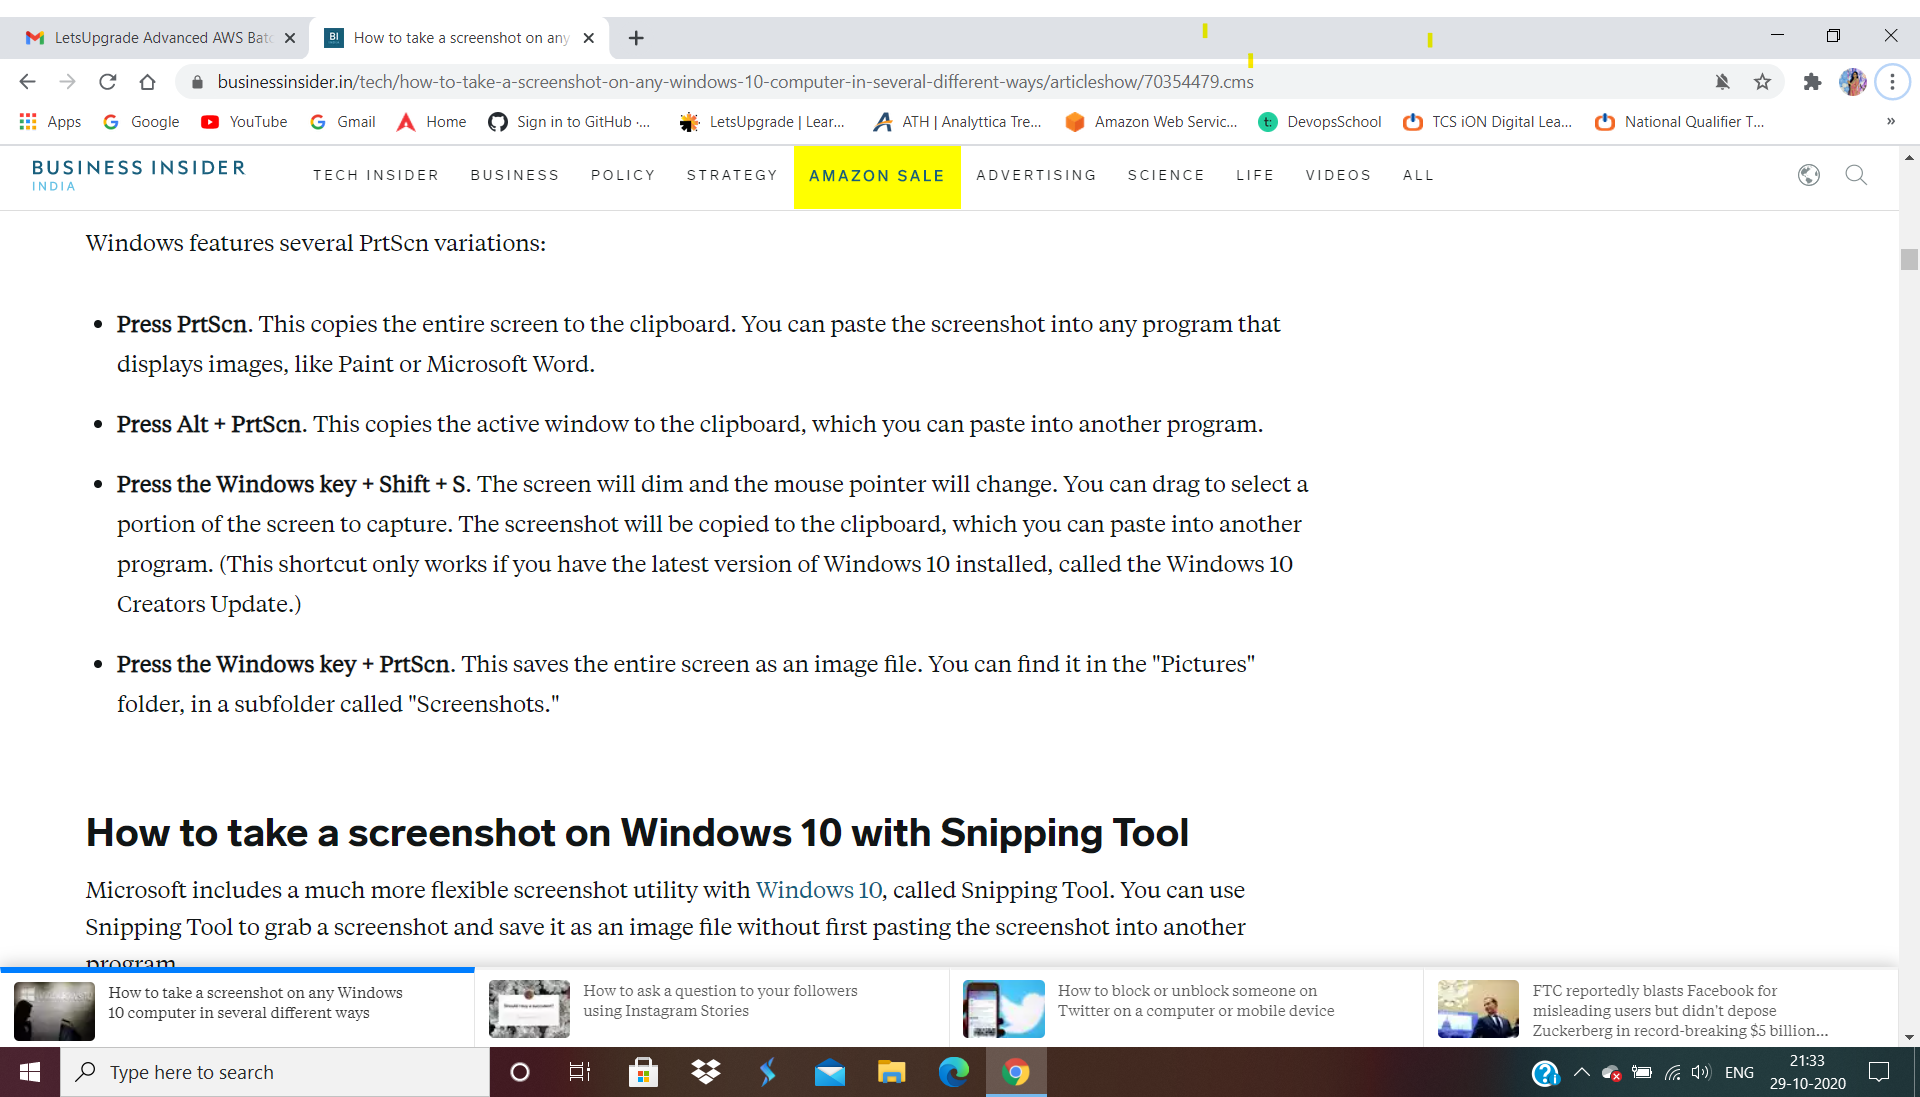 LetsUpgrade Advanced AWS Batc
How to take a screenshot on any
businessinsider.in/tech/how-to-take-a-screenshot-on-any-windows-10-computer-in-several-different-ways/articleshow/70354479.cms
Apps Google YouTube Gmail Home Sign in to GitHub ·... LetsUpgrade | Lear... ATH | Analyttica Tre... Amazon Web Servic... t: DevopsSchool TCS iON Digital Lea... National Qualifier T... »
BUSINESS INSIDER
INDIA
TECH INSIDER BUSINESS POLICY STRATEGY AMAZON SALE ADVERTISING SCIENCE LIFE VIDEOS ALL
Windows features several PrtScn variations:
• Press PrtScn. This copies the entire screen to the clipboard. You can paste the screenshot into any program that
displays images, like Paint or Microsoft Word.
• Press Alt + PrtScn. This copies the active window to the clipboard, which you can paste into another program.
• Press the Windows key + Shift + S. The screen will dim and the mouse pointer will change. You can drag to select a
portion of the screen to capture. The screenshot will be copied to the clipboard, which you can paste into another
program. (This shortcut only works if you have the latest version of Windows 10 installed, called the Windows 10
Creators Update.)
• Press the Windows key + PrtScn. This saves the entire screen as an image file. You can find it in the "Pictures"
folder, in a subfolder called "Screenshots."
How to take a screenshot on Windows 10 with Snipping Tool
Microsoft includes a much more flexible screenshot utility with Windows 10, called Snipping Tool. You can use
Snipping Tool to grab a screenshot and save it as an image file without first pasting the screenshot into another
program.
How to take a screenshot on any Windows
10 computer in several different ways
How to ask a question to your followers
using Instagram Stories
How to block or unblock someone on
Twitter on a computer or mobile device
FTC reportedly blasts Facebook for
misleading users but didn't depose
Zuckerberg in record-breaking $5 billion...
Type here to search
ENG
21:33
29-10-2020